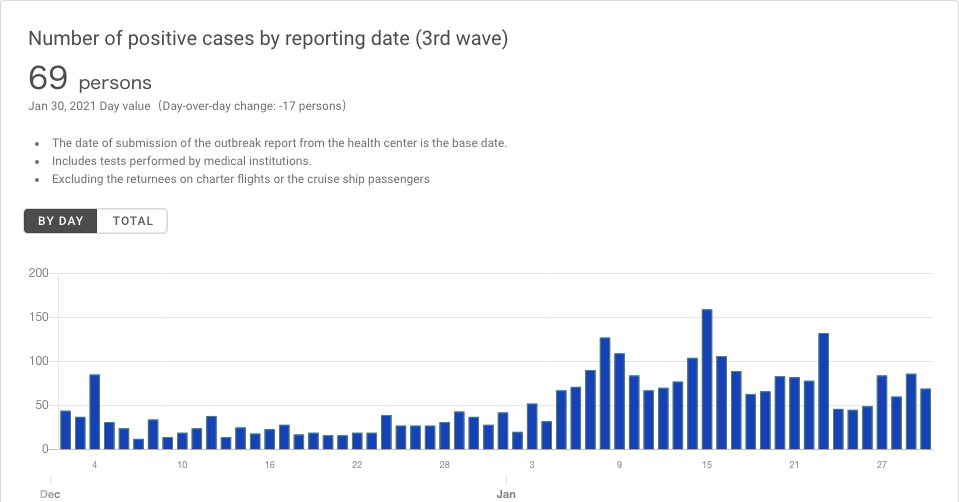 Number of positive cases by reporting date (3rd wave)
69 persons
Jan 30, 2021 Day value（Day-over-day change: -17 persons）
• The date of submission of the outbreak report from the health center is the base date.
• Includes tests performed by medical institutions.
• Excluding the returnees on charter flights or the cruise ship passengers
BY DAY TOTAL
200
150
100
50
0
4 10 16 22 28 3 9 15 21 27
Dec Jan